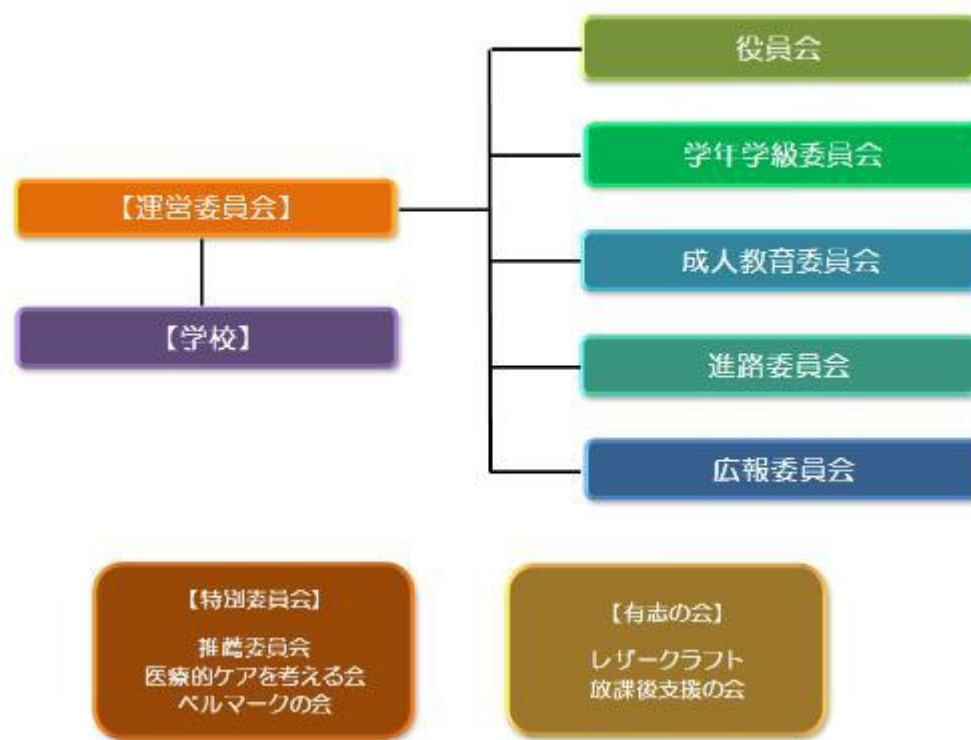 役員会
学年学級委員会
【運営委員会】
成人教育委員会
【学校】
進路委員会
広報委員会
【特別委員会】
推薦委員会
医療的ケアを考える会
ベルマークの会
【有志の会】
レザークラフト
放課後支援の会